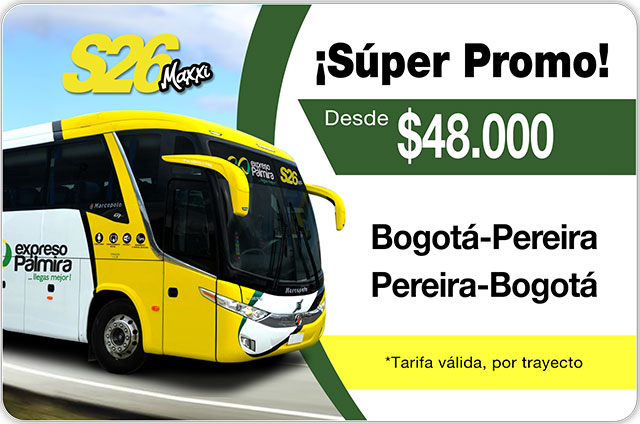 S26
Maxxi
¡Súper Promo!
Desde
$48.000
Bogotá-Pereira
Pereira-Bogotá
*Tarifa válida, por trayecto
expreso
Palmira
S26
Marcopolo
expreso
Palmira
... llegas mejor!
Marcopolo